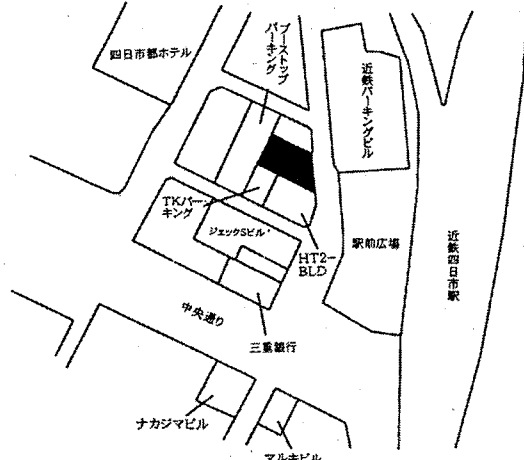 四日市都ホテル
ブーストップ
パーキング
近鉄パーキングビル
TKパー
キング
ジェックSビル
HT2-
BLD
駅前広場
近鉄四日市駅
中央通り
三重銀行
ナカジマビル
マルキビル